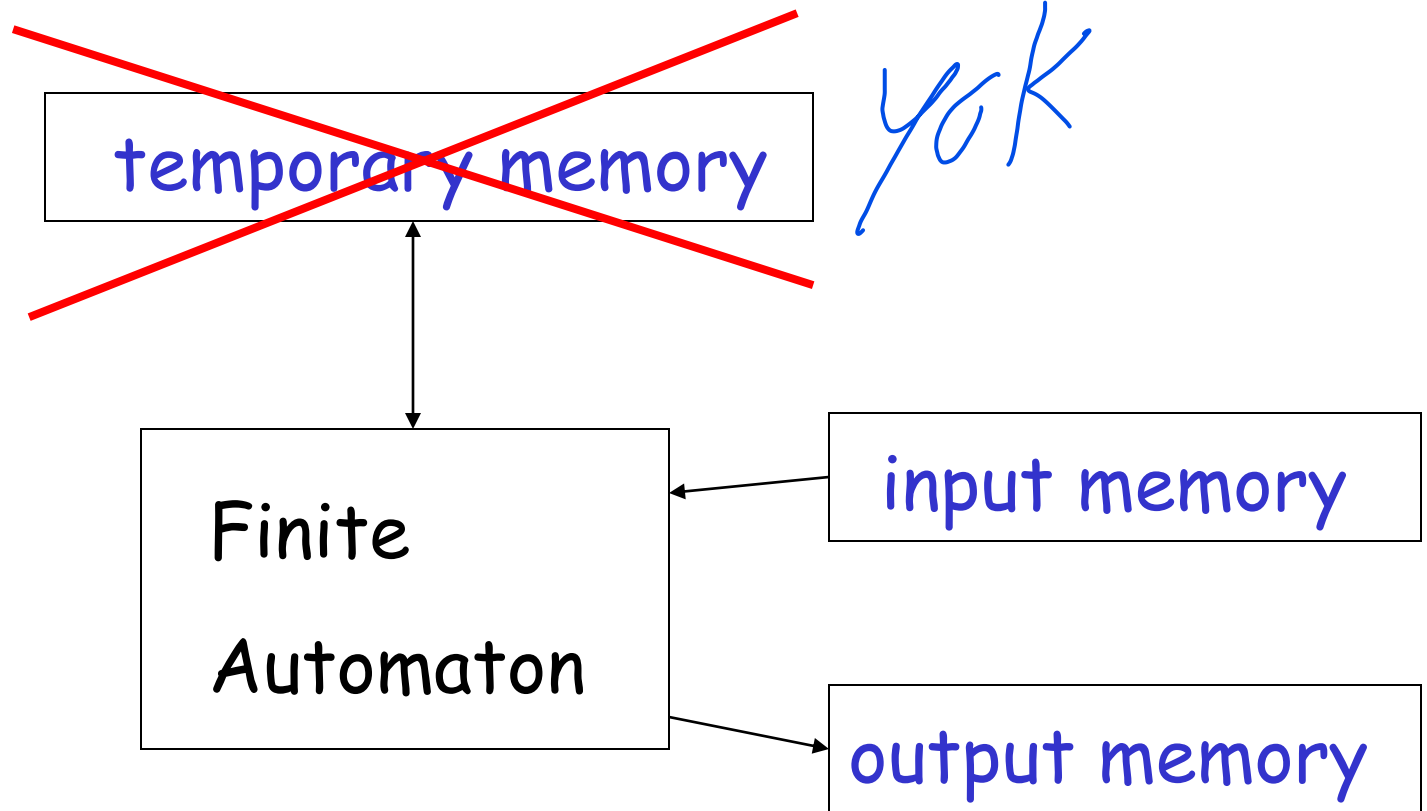 yok
temporary memory
input memory
Finite
Automaton
output memory